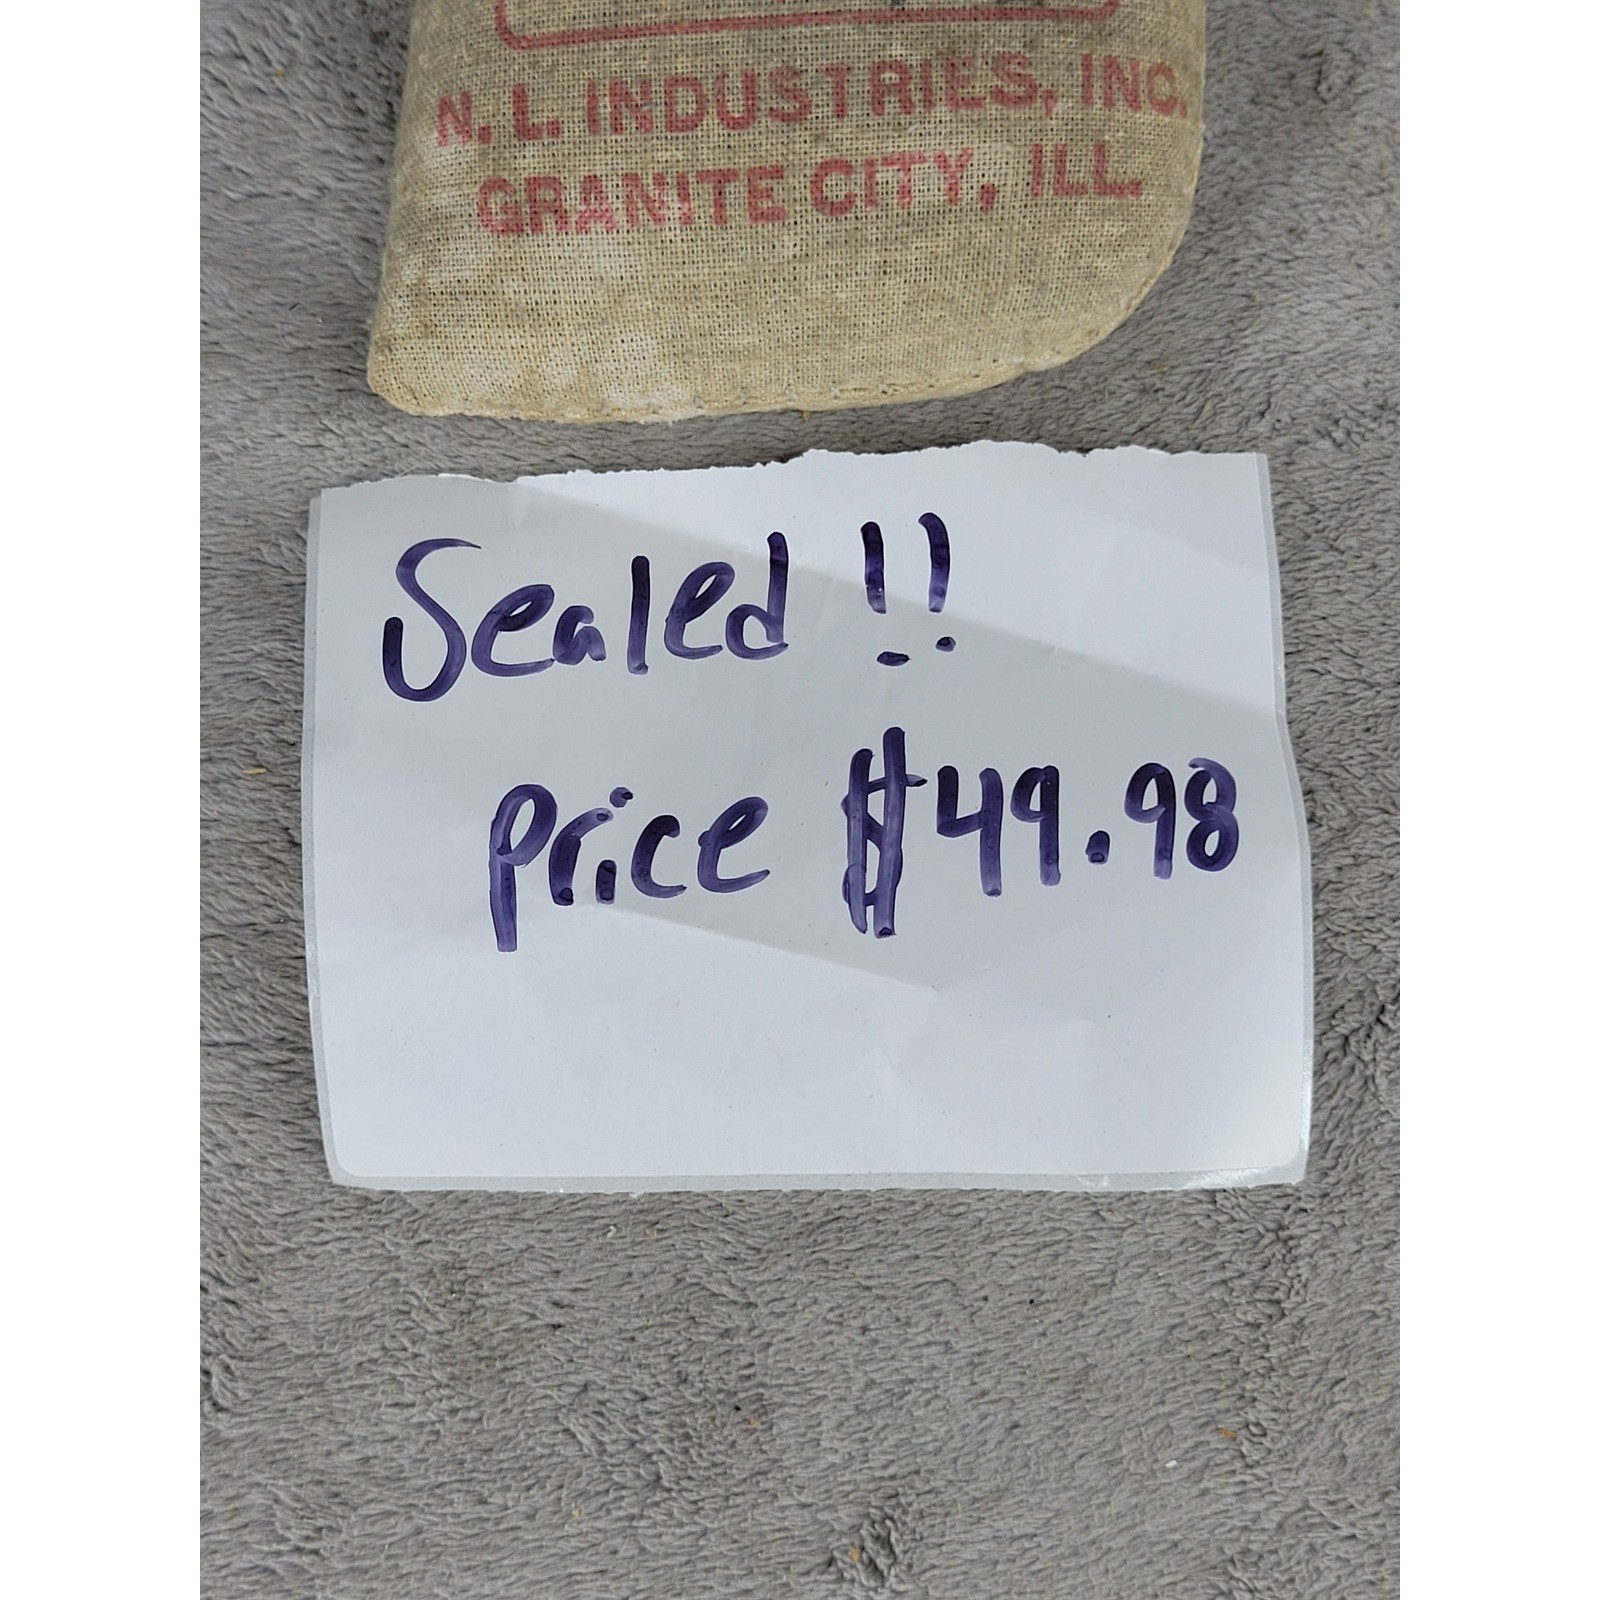 N. L. INDUSTRIES, INC.
GRANITE CITY, ILL.
Sealed !!
price $49.98